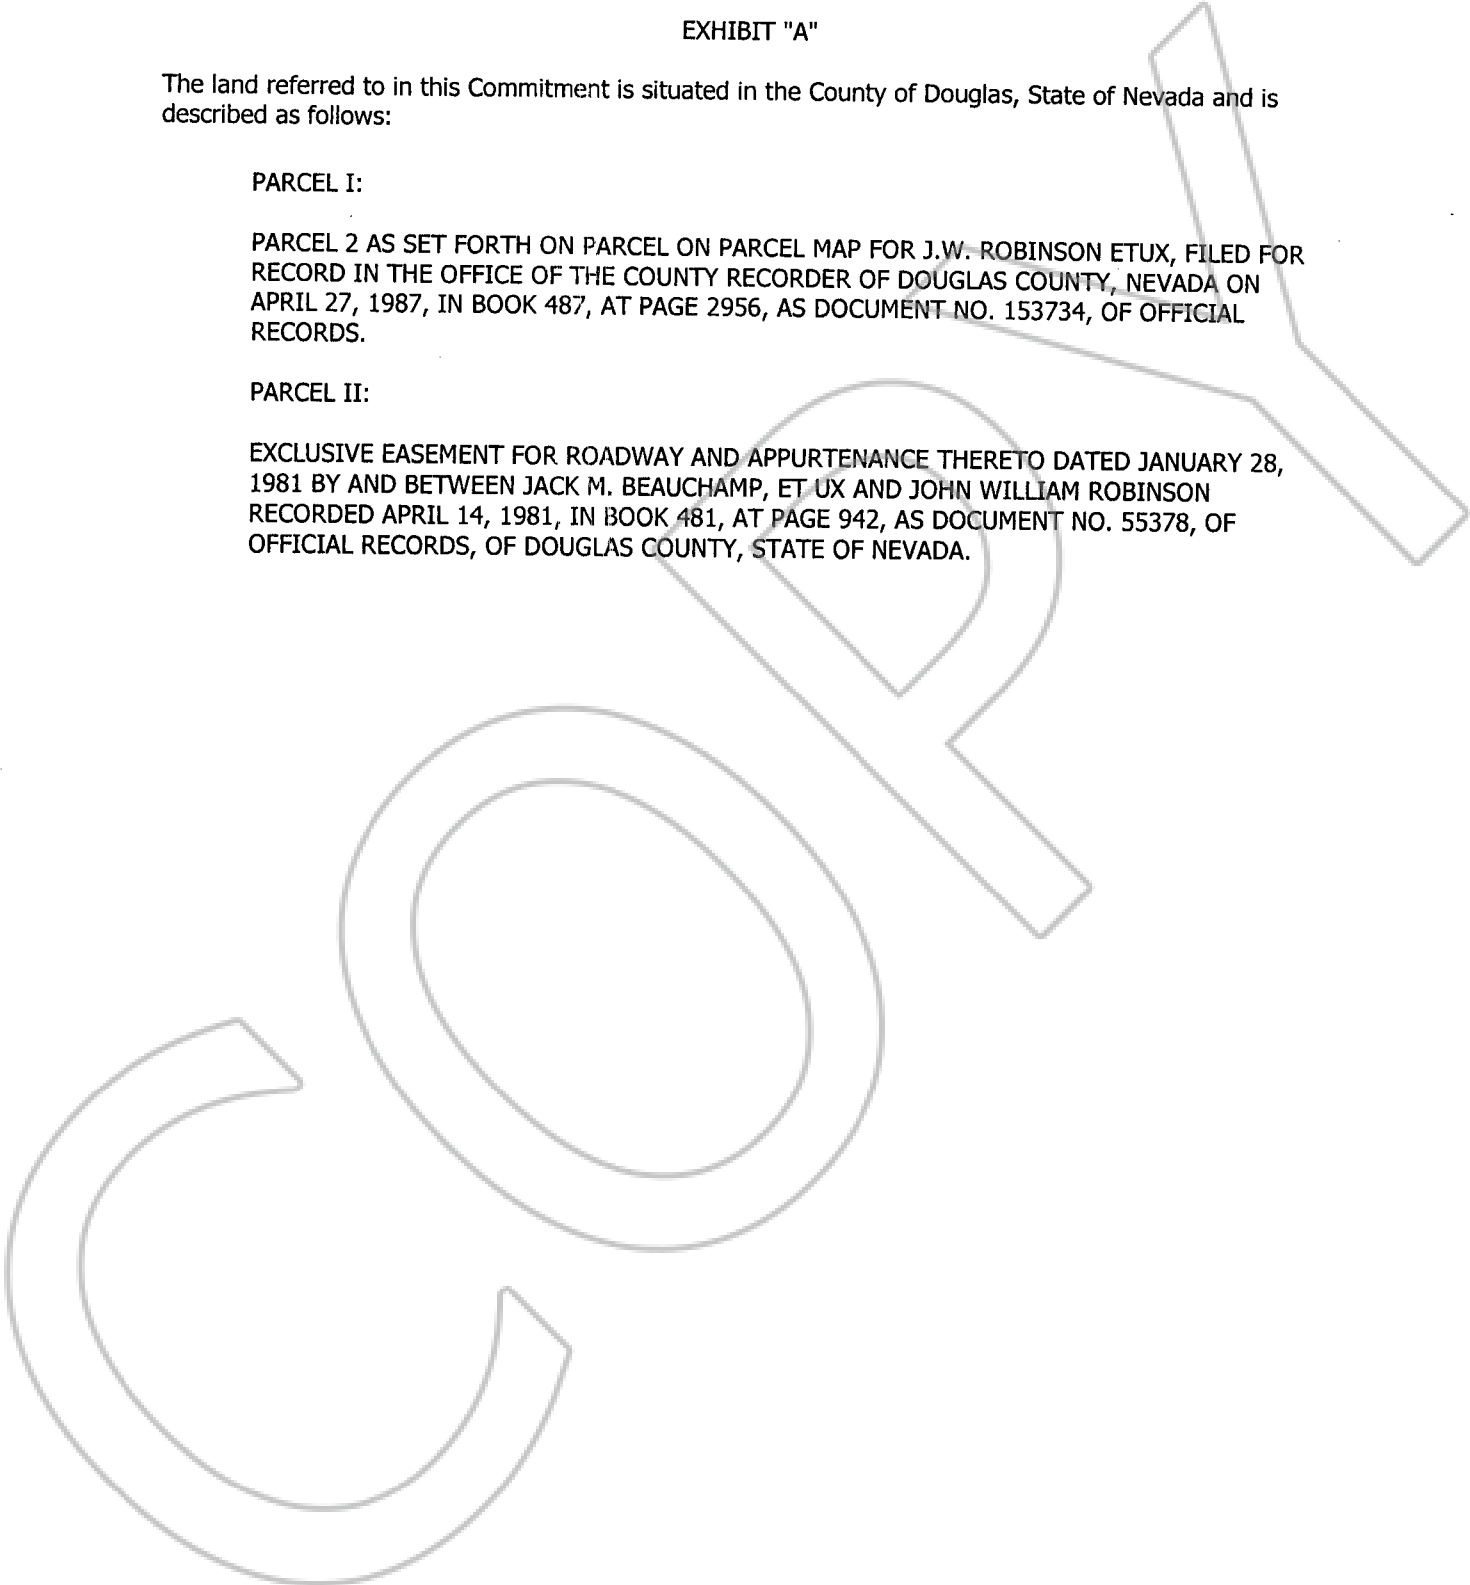 EXHIBIT "A"
The land referred to in this Commitment is situated in the County of Douglas, State of Nevada and is
described as follows:
PARCEL I:
PARCEL 2 AS SET FORTH ON PARCEL ON PARCEL MAP FOR J.W. ROBINSON ETUX, FILED FOR
RECORD IN THE OFFICE OF THE COUNTY RECORDER OF DOUGLAS COUNTY, NEVADA ON
APRIL 27, 1987, IN BOOK 487, AT PAGE 2956, AS DOCUMENT NO. 153734, OF OFFICIAL
RECORDS.
PARCEL II:
EXCLUSIVE EASEMENT FOR ROADWAY AND APPURTENANCE THERETO DATED JANUARY 28,
1981 BY AND BETWEEN JACK M. BEAUCHAMP, ET UX AND JOHN WILLIAM ROBINSON
RECORDED APRIL 14, 1981, IN BOOK 481, AT PAGE 942, AS DOCUMENT NO. 55378, OF
OFFICIAL RECORDS, OF DOUGLAS COUNTY, STATE OF NEVADA.
COPY